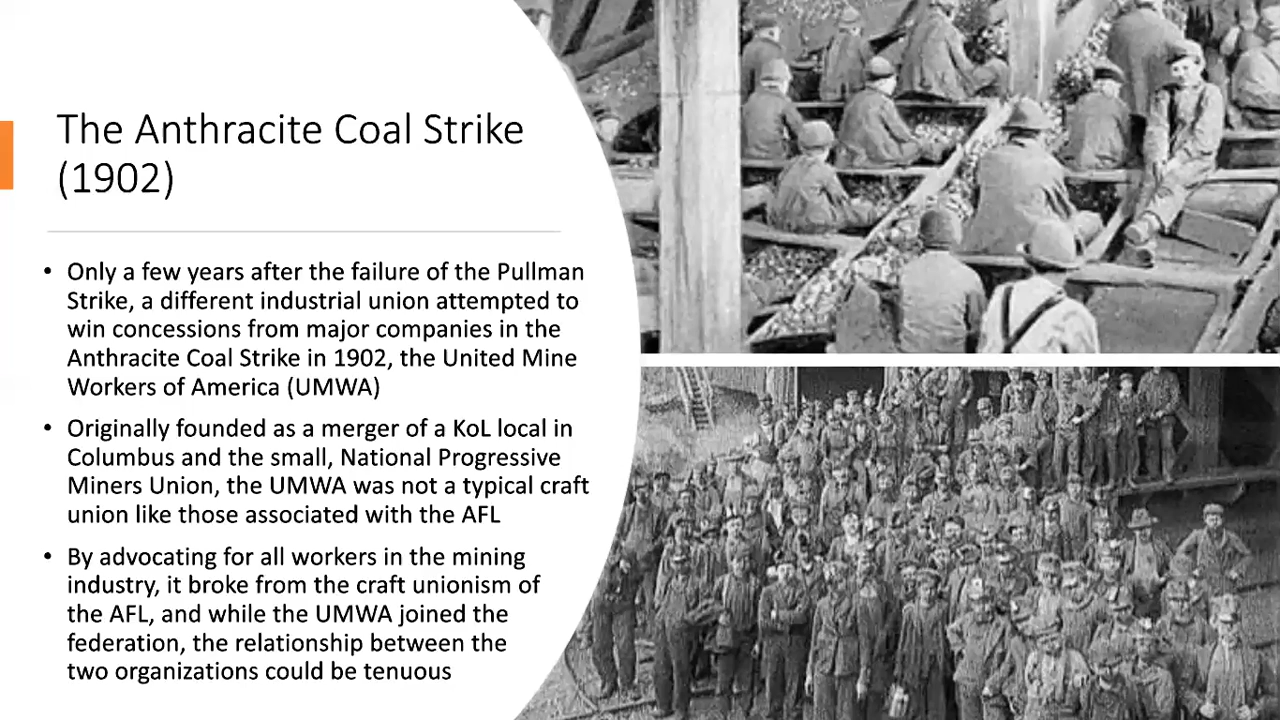 The Anthracite Coal Strike
(1902)
• Only a few years after the failure of the Pullman
Strike, a different industrial union attempted to
win concessions from major companies in the
Anthracite Coal Strike in 1902, the United Mine
Workers of America (UMWA)
• Originally founded as a merger of a KoL local in
Columbus and the small, National Progressive
Miners Union, the UMWA was not a typical craft
union like those associated with the AFL
• By advocating for all workers in the mining
industry, it broke from the craft unionism of
the AFL, and while the UMWA joined the
federation, the relationship between the
two organizations could be tenuous